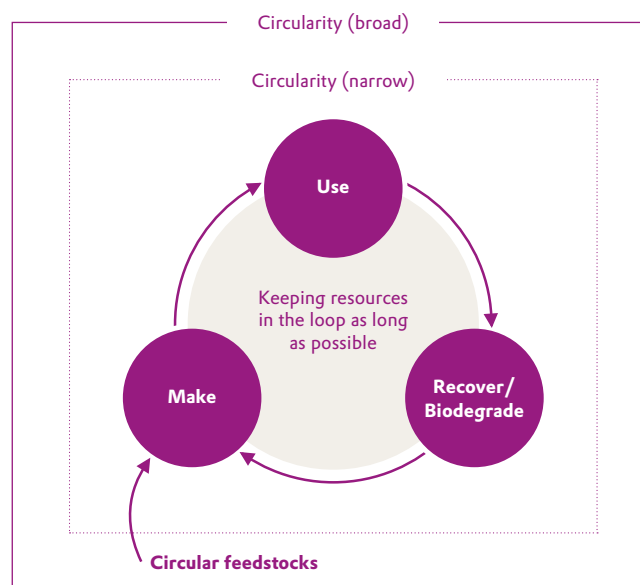 Circularity (broad)
Circularity (narrow)
Use
Keeping resources
in the loop as long
as possible
Make
Recover/
Biodegrade
Circular feedstocks